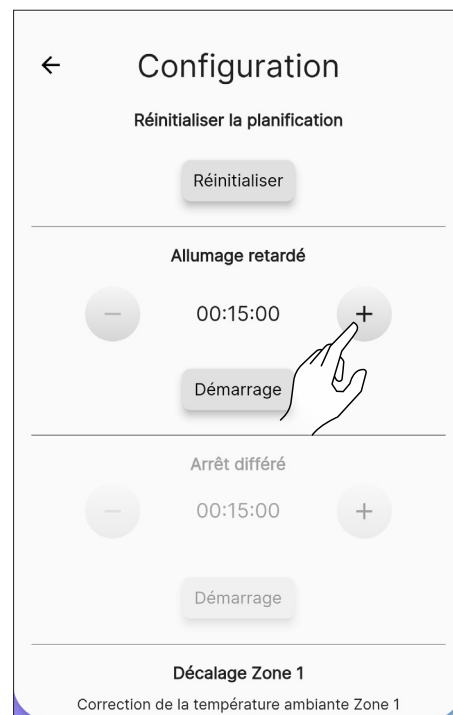 ← Configuration
Réinitialiser la planification
Réinitialiser
Allumage retardé
− 00:15:00 +
Démarrage
Arrêt différé
− 00:15:00 +
Démarrage
Décalage Zone 1
Correction de la température ambiante Zone 1